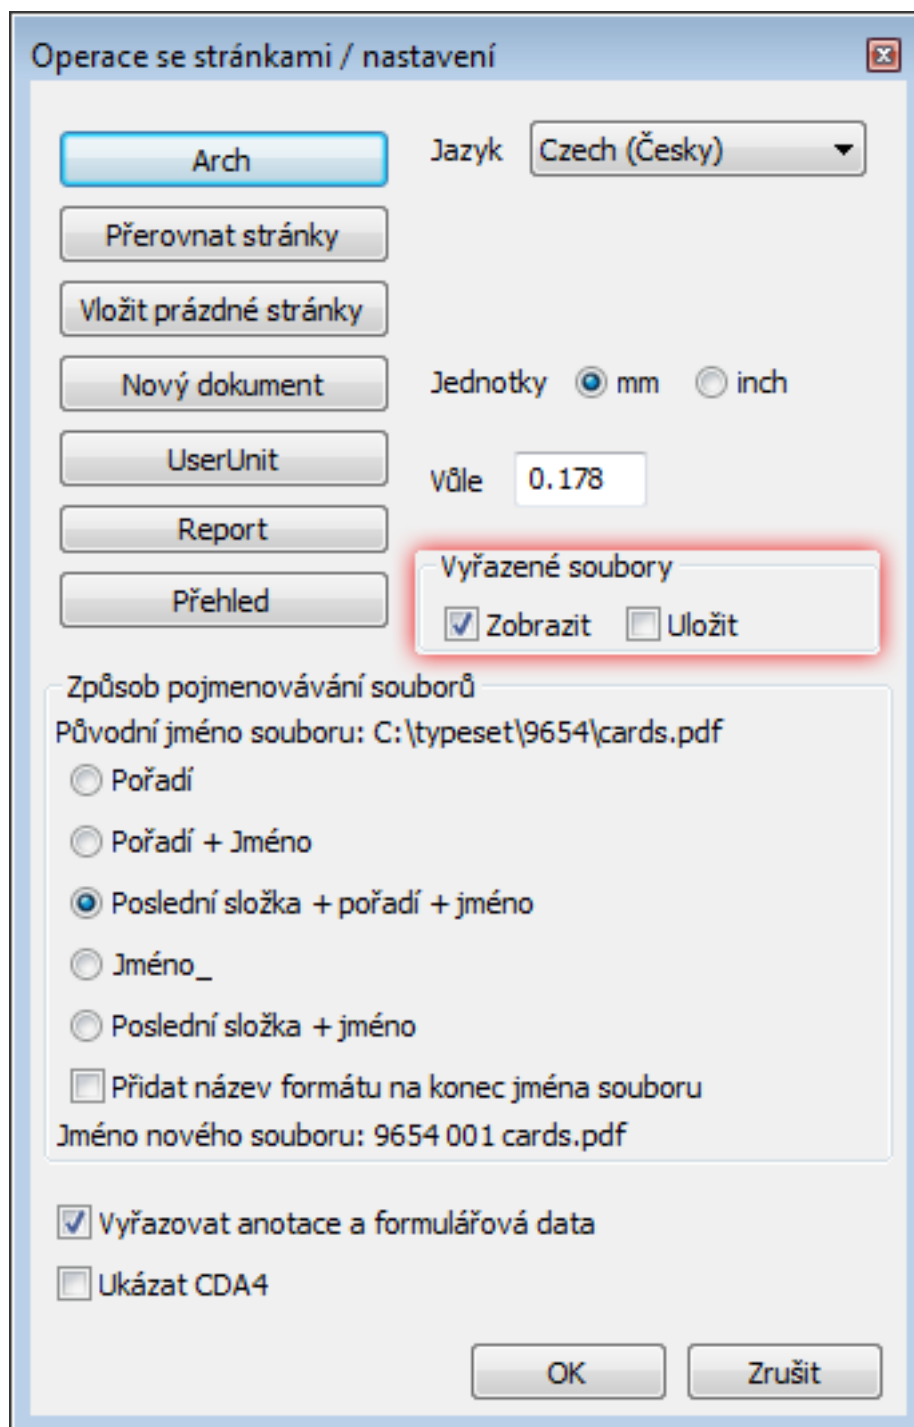 Operace se stránkami / nastavení
Arch
Jazyk Czech (Česky)
Přerovnat stránky
Vložit prázdné stránky
Nový dokument
Jednotky mm inch
UserUnit
Vůle 0.178
Report
Vyřazené soubory
Přehled
Zobrazit Uložit
Způsob pojmenovávání souborů
Původní jméno souboru: C:\typeset\9654\cards.pdf
Pořadí
Pořadí + Jméno
Poslední složka + pořadí + jméno
Jméno_
Poslední složka + jméno
Přidat název formátu na konec jména souboru
Jméno nového souboru: 9654 001 cards.pdf
Vyřazovat anotace a formulářová data
Ukázat CDA4
OK Zrušit